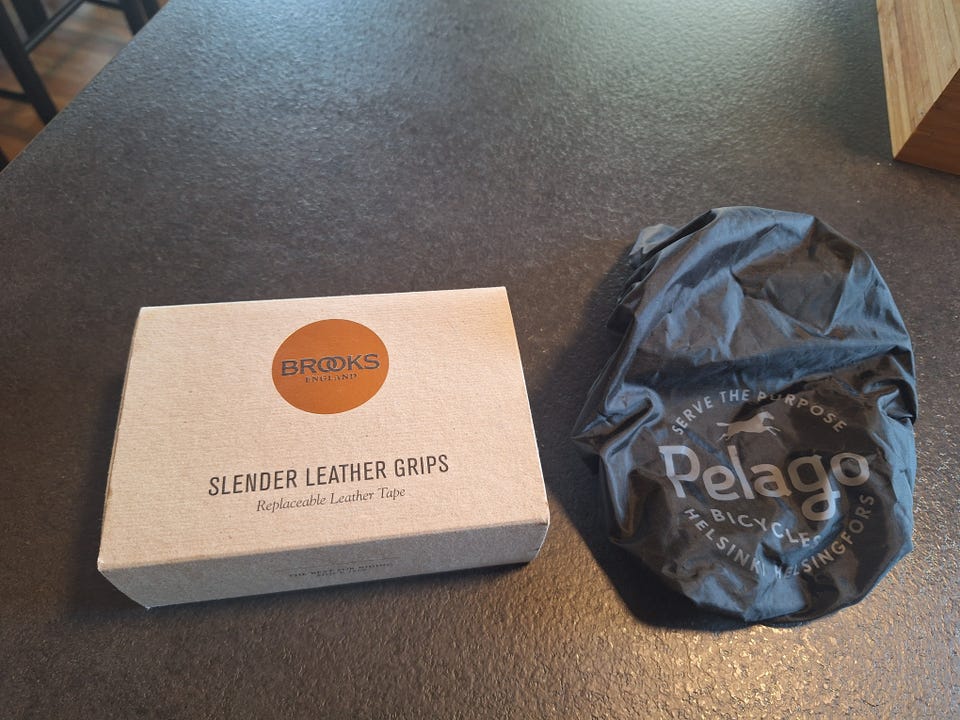 BROOKS
ENGLAND
SLENDER LEATHER GRIPS
Replaceable Leather Tape
SERVE THE PURPOSE
Pelago
BICYCLES
HELSINKI HELSINGFORS